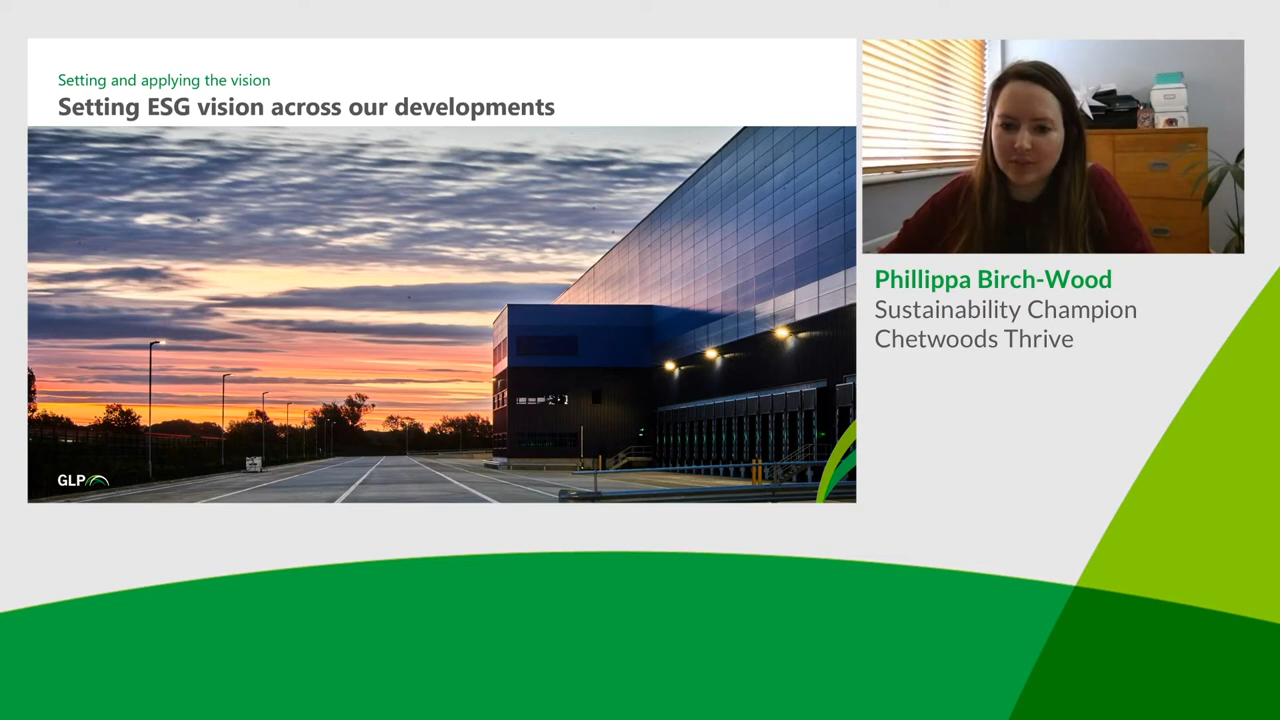 Setting and applying the vision
Setting ESG vision across our developments
GLP
Phillippa Birch-Wood
Sustainability Champion
Chetwoods Thrive